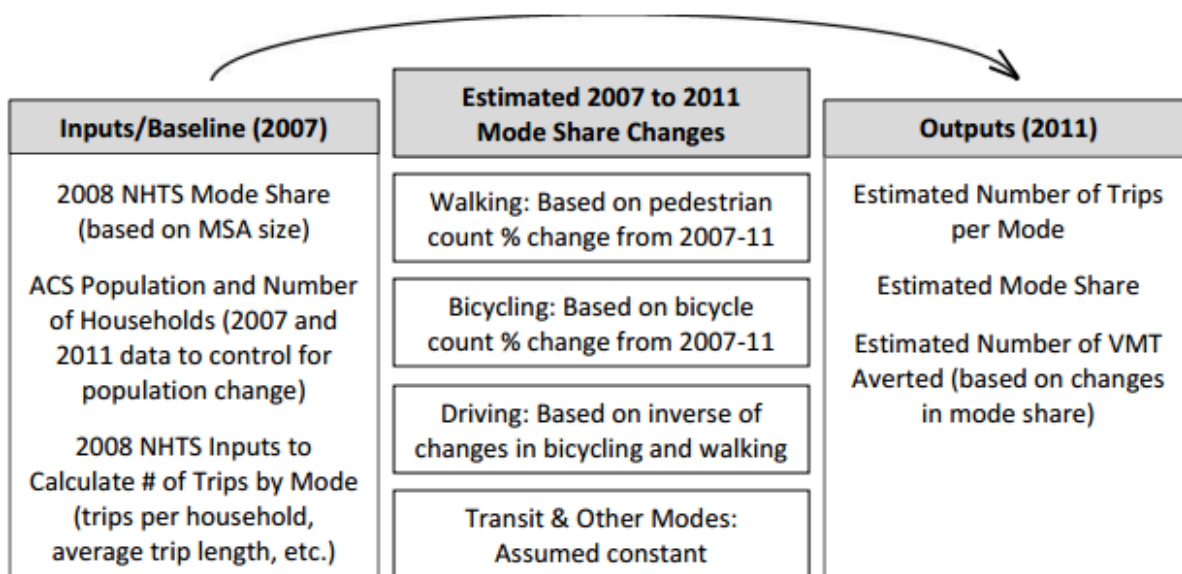 Inputs/Baseline (2007)
2008 NHTS Mode Share
(based on MSA size)
ACS Population and Number
of Households (2007 and
2011 data to control for
population change)
2008 NHTS Inputs to
Calculate # of Trips by Mode
(trips per household,
average trip length, etc.)
Estimated 2007 to 2011
Mode Share Changes
Walking: Based on pedestrian
count % change from 2007-11
Bicycling: Based on bicycle
count % change from 2007-11
Driving: Based on inverse of
changes in bicycling and walking
Transit & Other Modes:
Assumed constant
Outputs (2011)
Estimated Number of Trips
per Mode
Estimated Mode Share
Estimated Number of VMT
Averted (based on changes
in mode share)